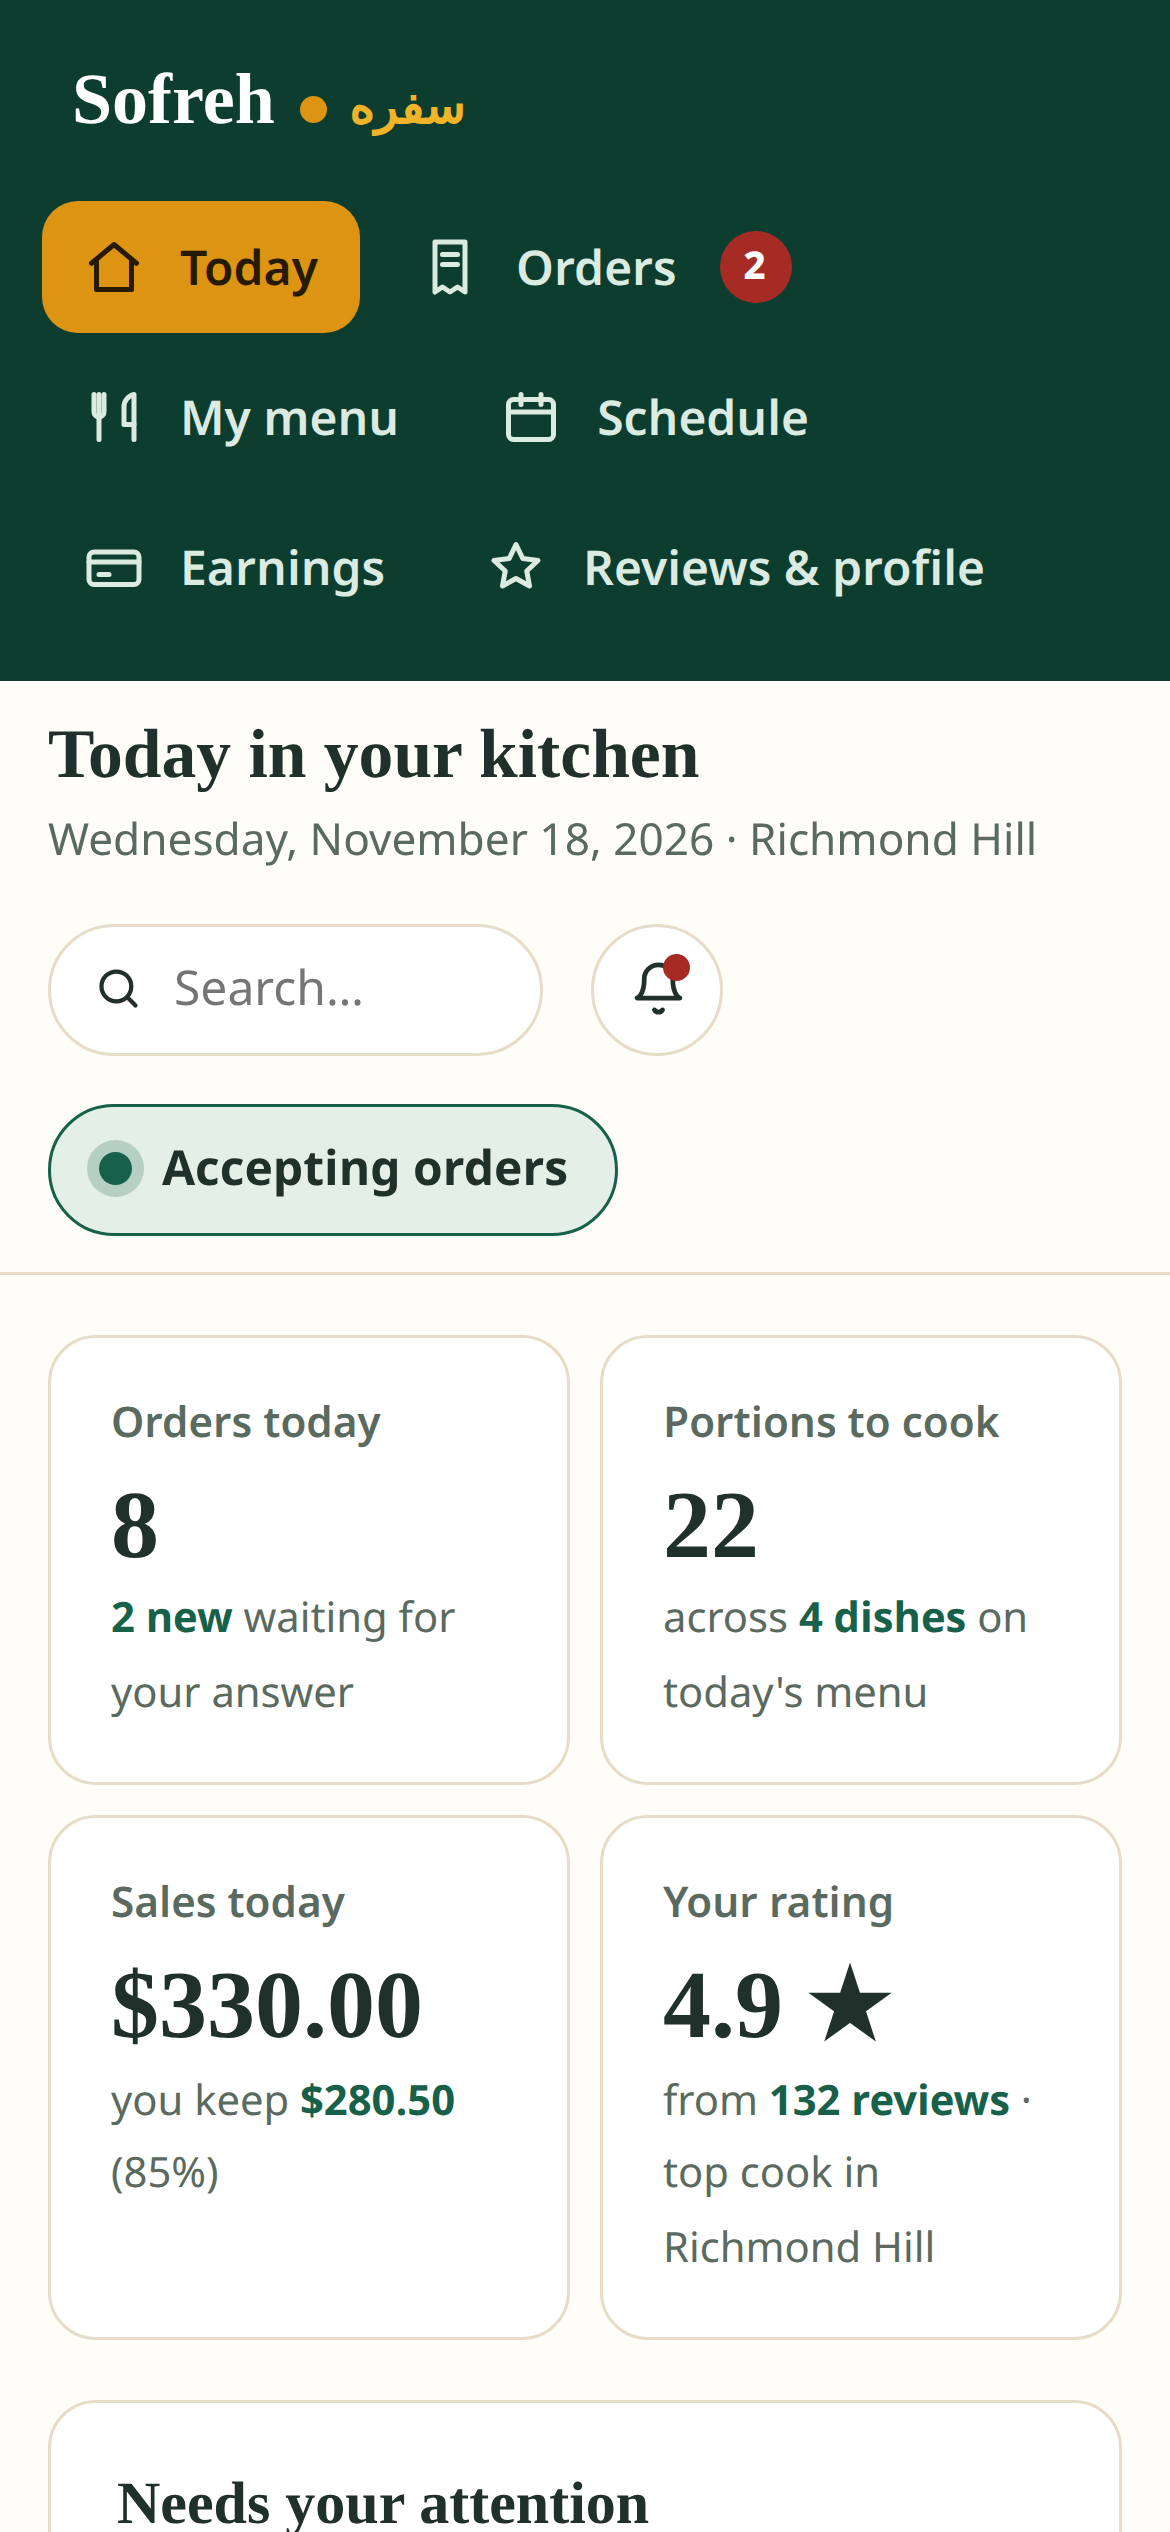 Sofreh سفره
Today
Orders 2
My menu
Schedule
Earnings
Reviews & profile
Today in your kitchen
Wednesday, November 18, 2026 · Richmond Hill
Search...
Accepting orders
Orders today
8
2 new waiting for
your answer
Portions to cook
22
across 4 dishes on
today's menu
Sales today
$330.00
you keep $280.50
(85%)
Your rating
4.9 ★
from 132 reviews ·
top cook in
Richmond Hill
Needs your attention